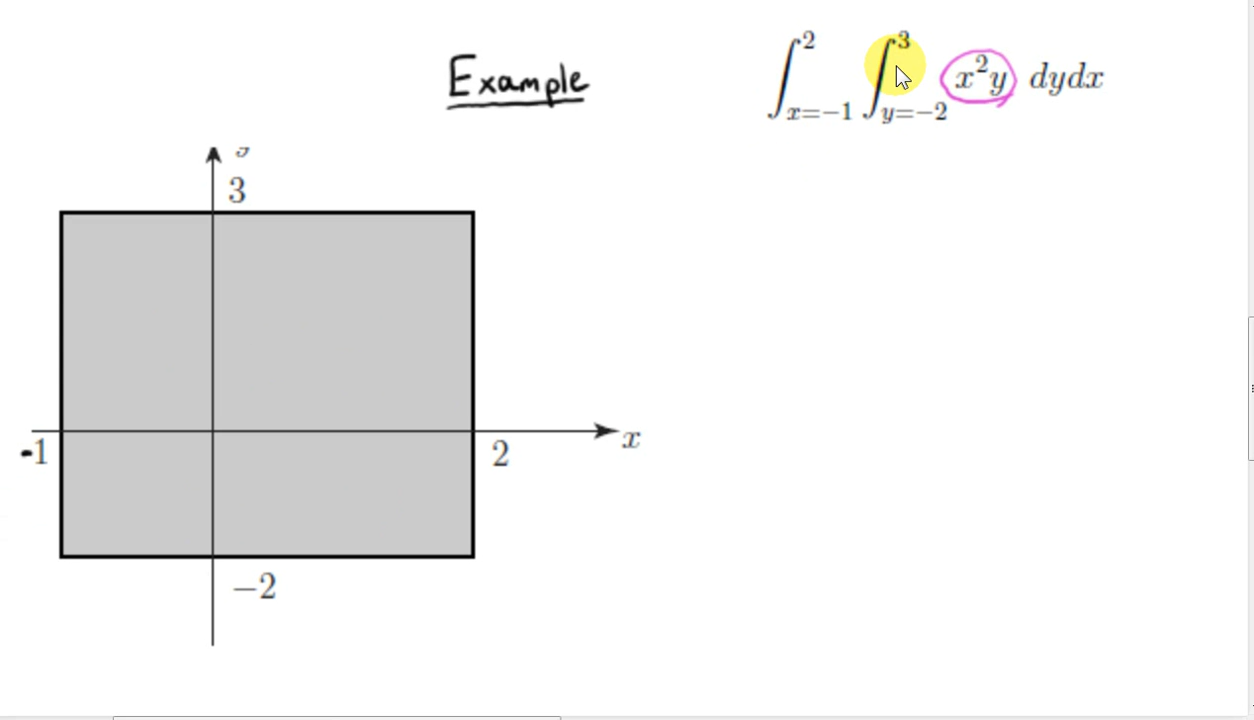 Example
∫_{x=-1}^{2} ∫_{y=-2}^{3} x²y dydx
3
-1
2
x
−2